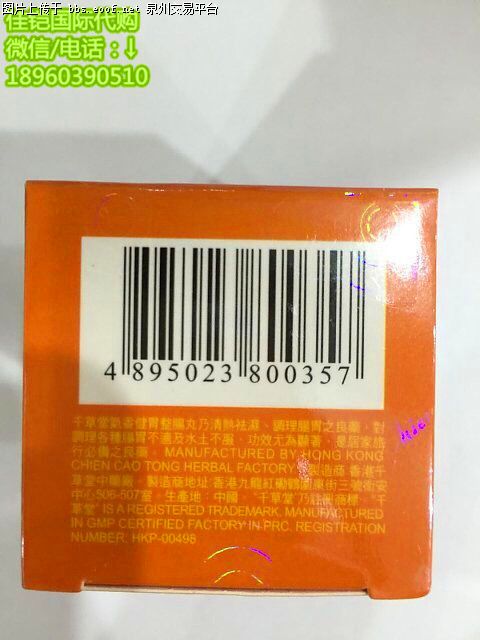 图片上传于 bbs.epof.net 泉州交易平台
佳铠国际代购
微信/电话：↓
18960390510
4 895023 800357
千草堂氣香健胃整腸丸乃清熱祛濕、調理腸胃之良藥，對
調理各種腸胃不適及水土不服，功效尤為顯著，是居家旅
行必備之良藥。MANUFACTURED BY HONG KONG
CHIEN CAO TONG HERBAL FACTORY. 製造商 香港千
草堂中藥廠。製造商地址:香港九龍紅磡鶴園東街三號衛安
中心506-507室。生產地：中國。"千草堂"乃註冊商標。"千
草堂" IS A REGISTERED TRADEMARK. MANUFACTURED
IN GMP CERTIFIED FACTORY IN PRC. REGISTRATION
NUMBER: HKP-00498